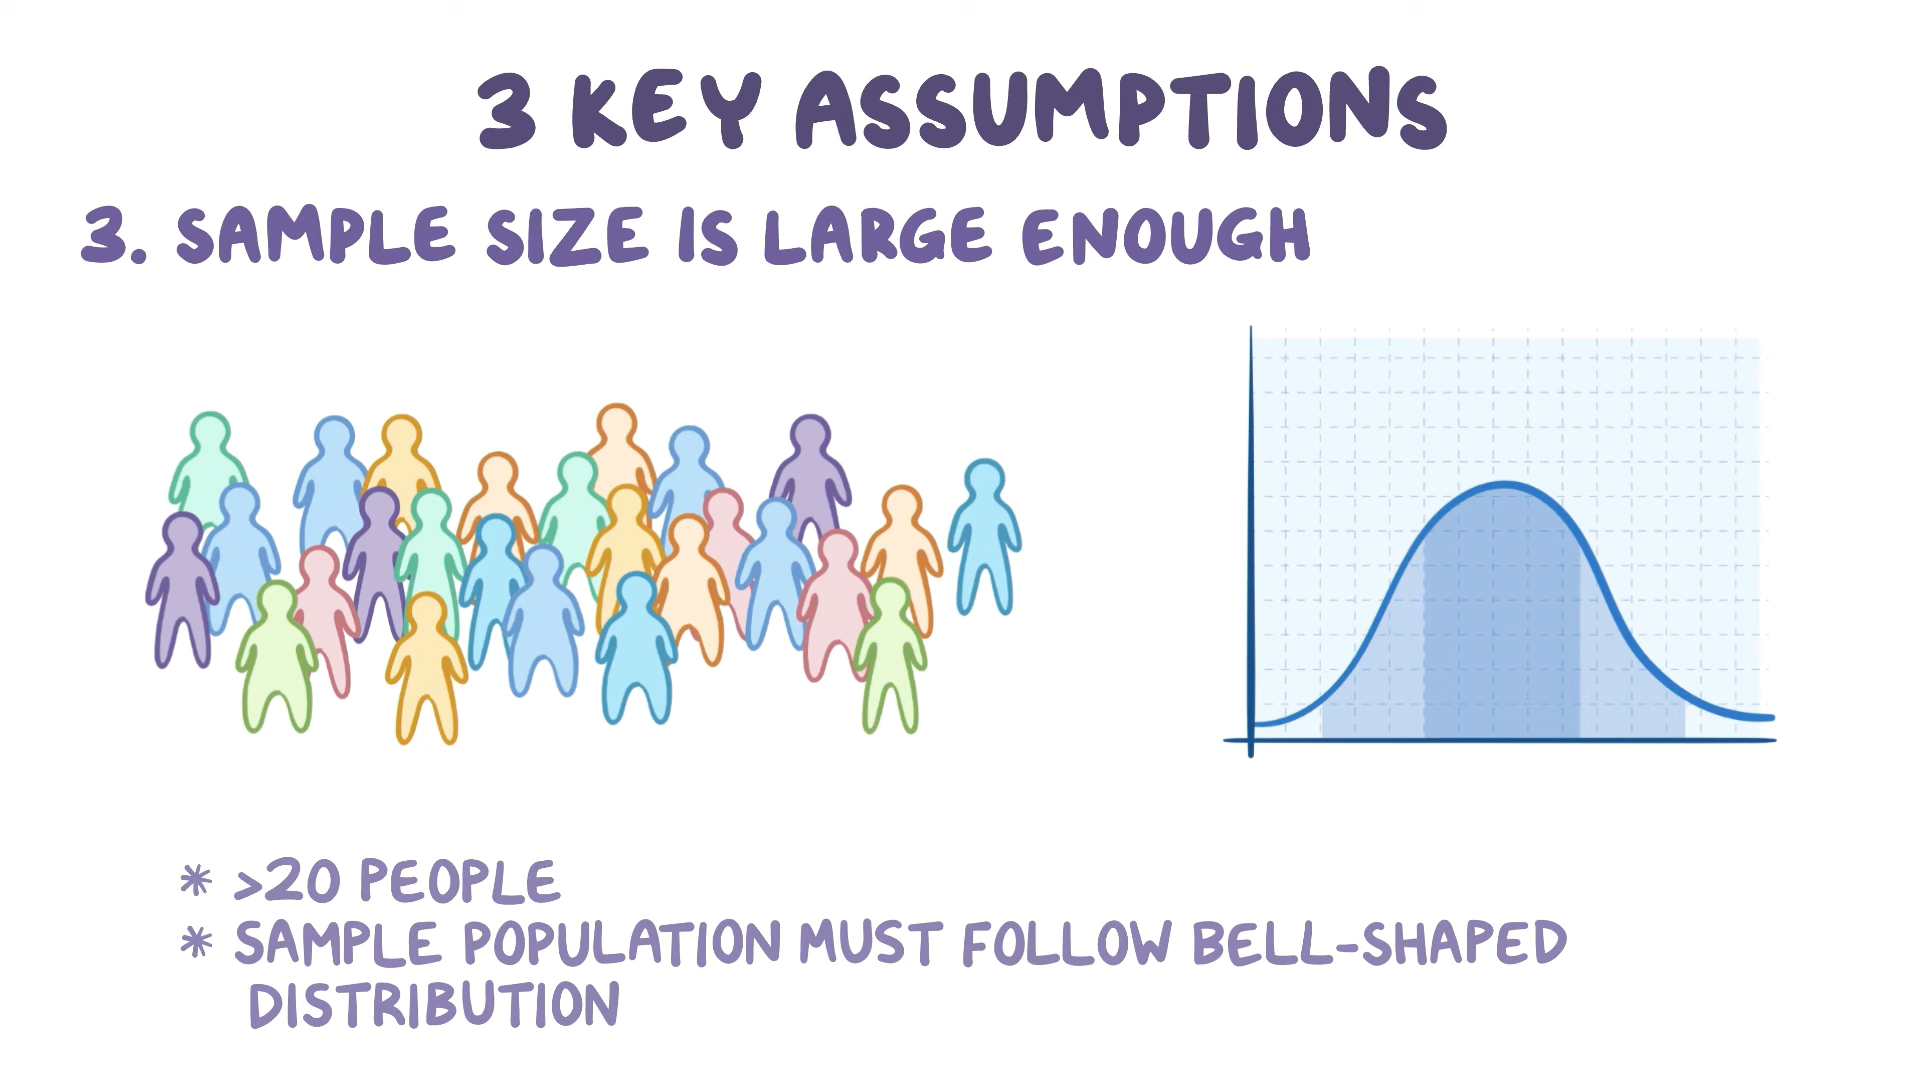 3 KEY ASSUMPTIONS
3. SAMPLE SIZE IS LARGE ENOUGH
* >20 PEOPLE
* SAMPLE POPULATION MUST FOLLOW BELL-SHAPED
DISTRIBUTION